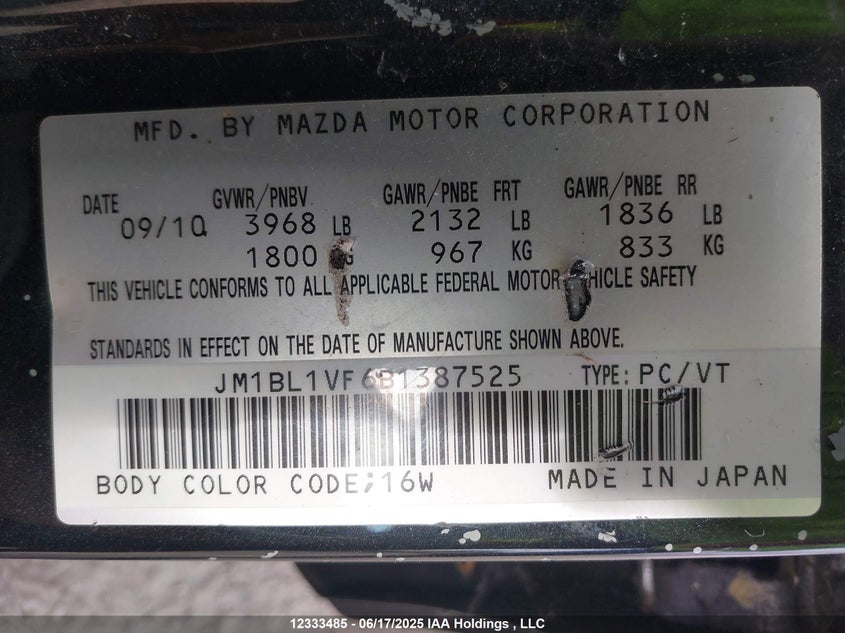 MFD. BY MAZDA MOTOR CORPORATION
DATE GVWR/PNBV GAWR/PNBE FRT GAWR/PNBE RR
09/10 3968 LB 2132 LB 1836 LB
1800 967 KG 833 KG
THIS VEHICLE CONFORMS TO ALL APPLICABLE FEDERAL MOTOR VEHICLE SAFETY
STANDARDS IN EFFECT ON THE DATE OF MANUFACTURE SHOWN ABOVE.
JM1BL1VF6B1387525 TYPE: PC/VT
BODY COLOR CODE;16W MADE IN JAPAN
12333485 - 06/17/2025 IAA Holdings , LLC